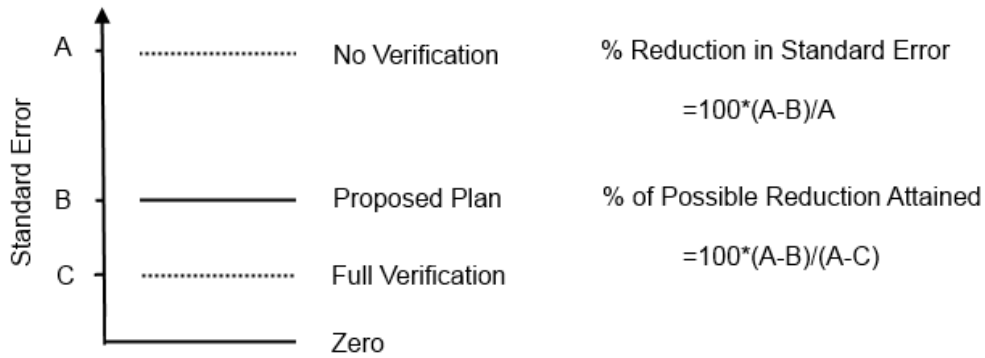 A
No Verification
% Reduction in Standard Error
=100*(A-B)/A
Standard Error
B
Proposed Plan
% of Possible Reduction Attained
=100*(A-B)/(A-C)
C
Full Verification
Zero